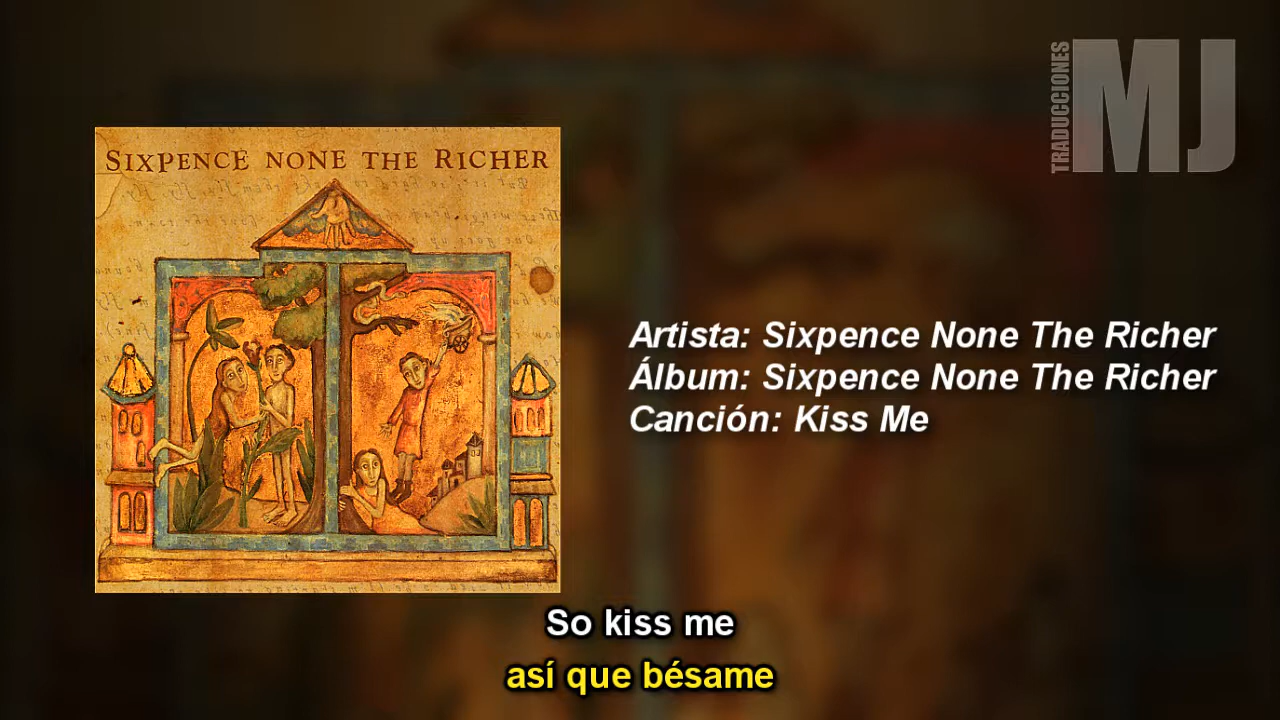 TRADUCCIONES
MJ
SIXPENCE NONE THE RICHER
Artista: Sixpence None The Richer
Álbum: Sixpence None The Richer
Canción: Kiss Me
So kiss me
así que bésame